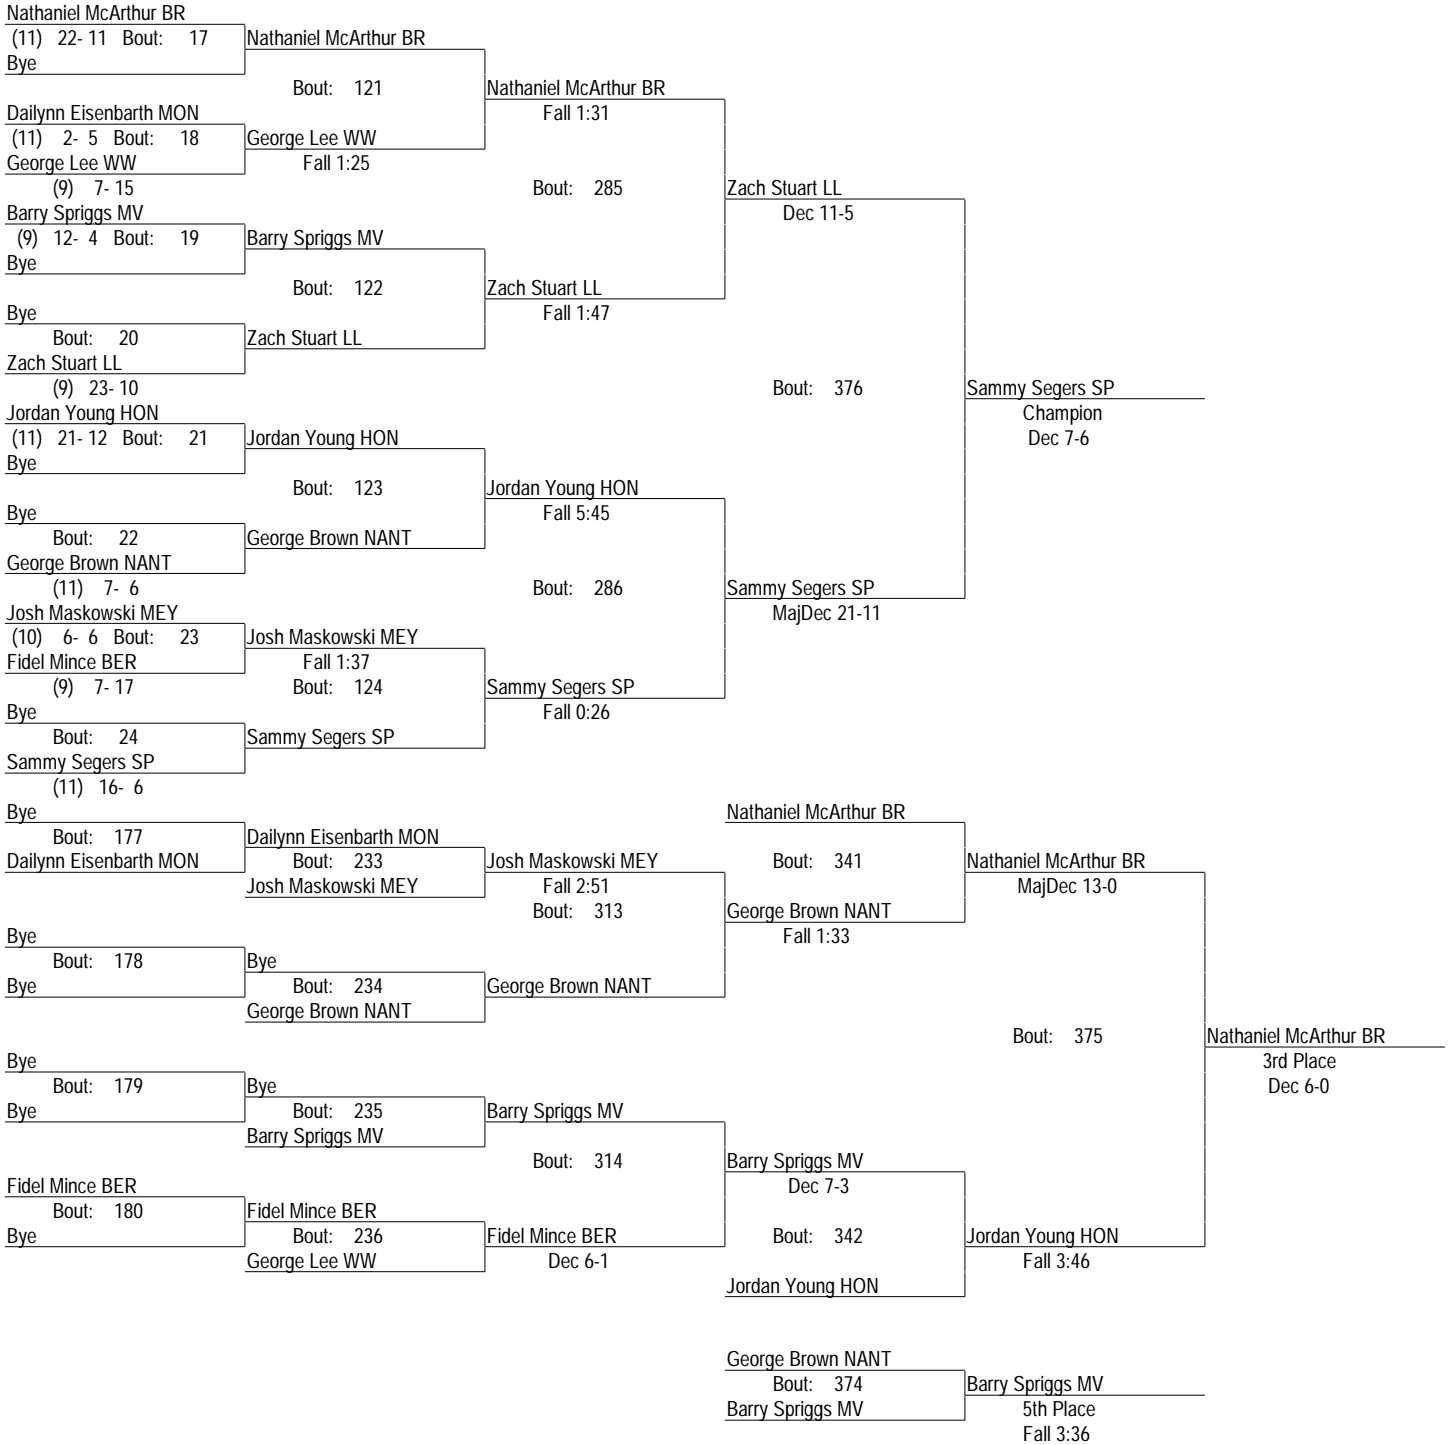 Nathaniel McArthur BR
(11) 22- 11 Bout: 17 Nathaniel McArthur BR
Bye
Bout: 121 Nathaniel McArthur BR
Dailynn Eisenbarth MON Fall 1:31
(11) 2- 5 Bout: 18 George Lee WW
George Lee WW Fall 1:25
(9) 7- 15 Bout: 285 Zach Stuart LL
Barry Spriggs MV Dec 11-5
(9) 12- 4 Bout: 19 Barry Spriggs MV
Bye
Bout: 122 Zach Stuart LL
Bye Fall 1:47
Bout: 20 Zach Stuart LL
Zach Stuart LL
(9) 23- 10 Bout: 376 Sammy Segers SP
Jordan Young HON Champion
(11) 21- 12 Bout: 21 Jordan Young HON Dec 7-6
Bye
Bout: 123 Jordan Young HON
Bye Fall 5:45
Bout: 22 George Brown NANT
George Brown NANT
(11) 7- 6 Bout: 286 Sammy Segers SP
Josh Maskowski MEY MajDec 21-11
(10) 6- 6 Bout: 23 Josh Maskowski MEY
Fidel Mince BER Fall 1:37
(9) 7- 17 Bout: 124 Sammy Segers SP
Bye Fall 0:26
Bout: 24 Sammy Segers SP
Sammy Segers SP
(11) 16- 6
Bye Nathaniel McArthur BR
Bout: 177 Dailynn Eisenbarth MON
Dailynn Eisenbarth MON Bout: 233 Josh Maskowski MEY Bout: 341 Nathaniel McArthur BR
Josh Maskowski MEY Fall 2:51 MajDec 13-0
Bout: 313 George Brown NANT
Bye Fall 1:33
Bout: 178 Bye
Bye Bout: 234 George Brown NANT
George Brown NANT
Bout: 375 Nathaniel McArthur BR
Bye 3rd Place
Bout: 179 Bye Dec 6-0
Bye Bout: 235 Barry Spriggs MV
Barry Spriggs MV
Bout: 314 Barry Spriggs MV
Fidel Mince BER Dec 7-3
Bout: 180 Fidel Mince BER
Bye Bout: 236 Fidel Mince BER Bout: 342 Jordan Young HON
George Lee WW Dec 6-1 Fall 3:46
Jordan Young HON
George Brown NANT
Bout: 374 Barry Spriggs MV
Barry Spriggs MV 5th Place
Fall 3:36